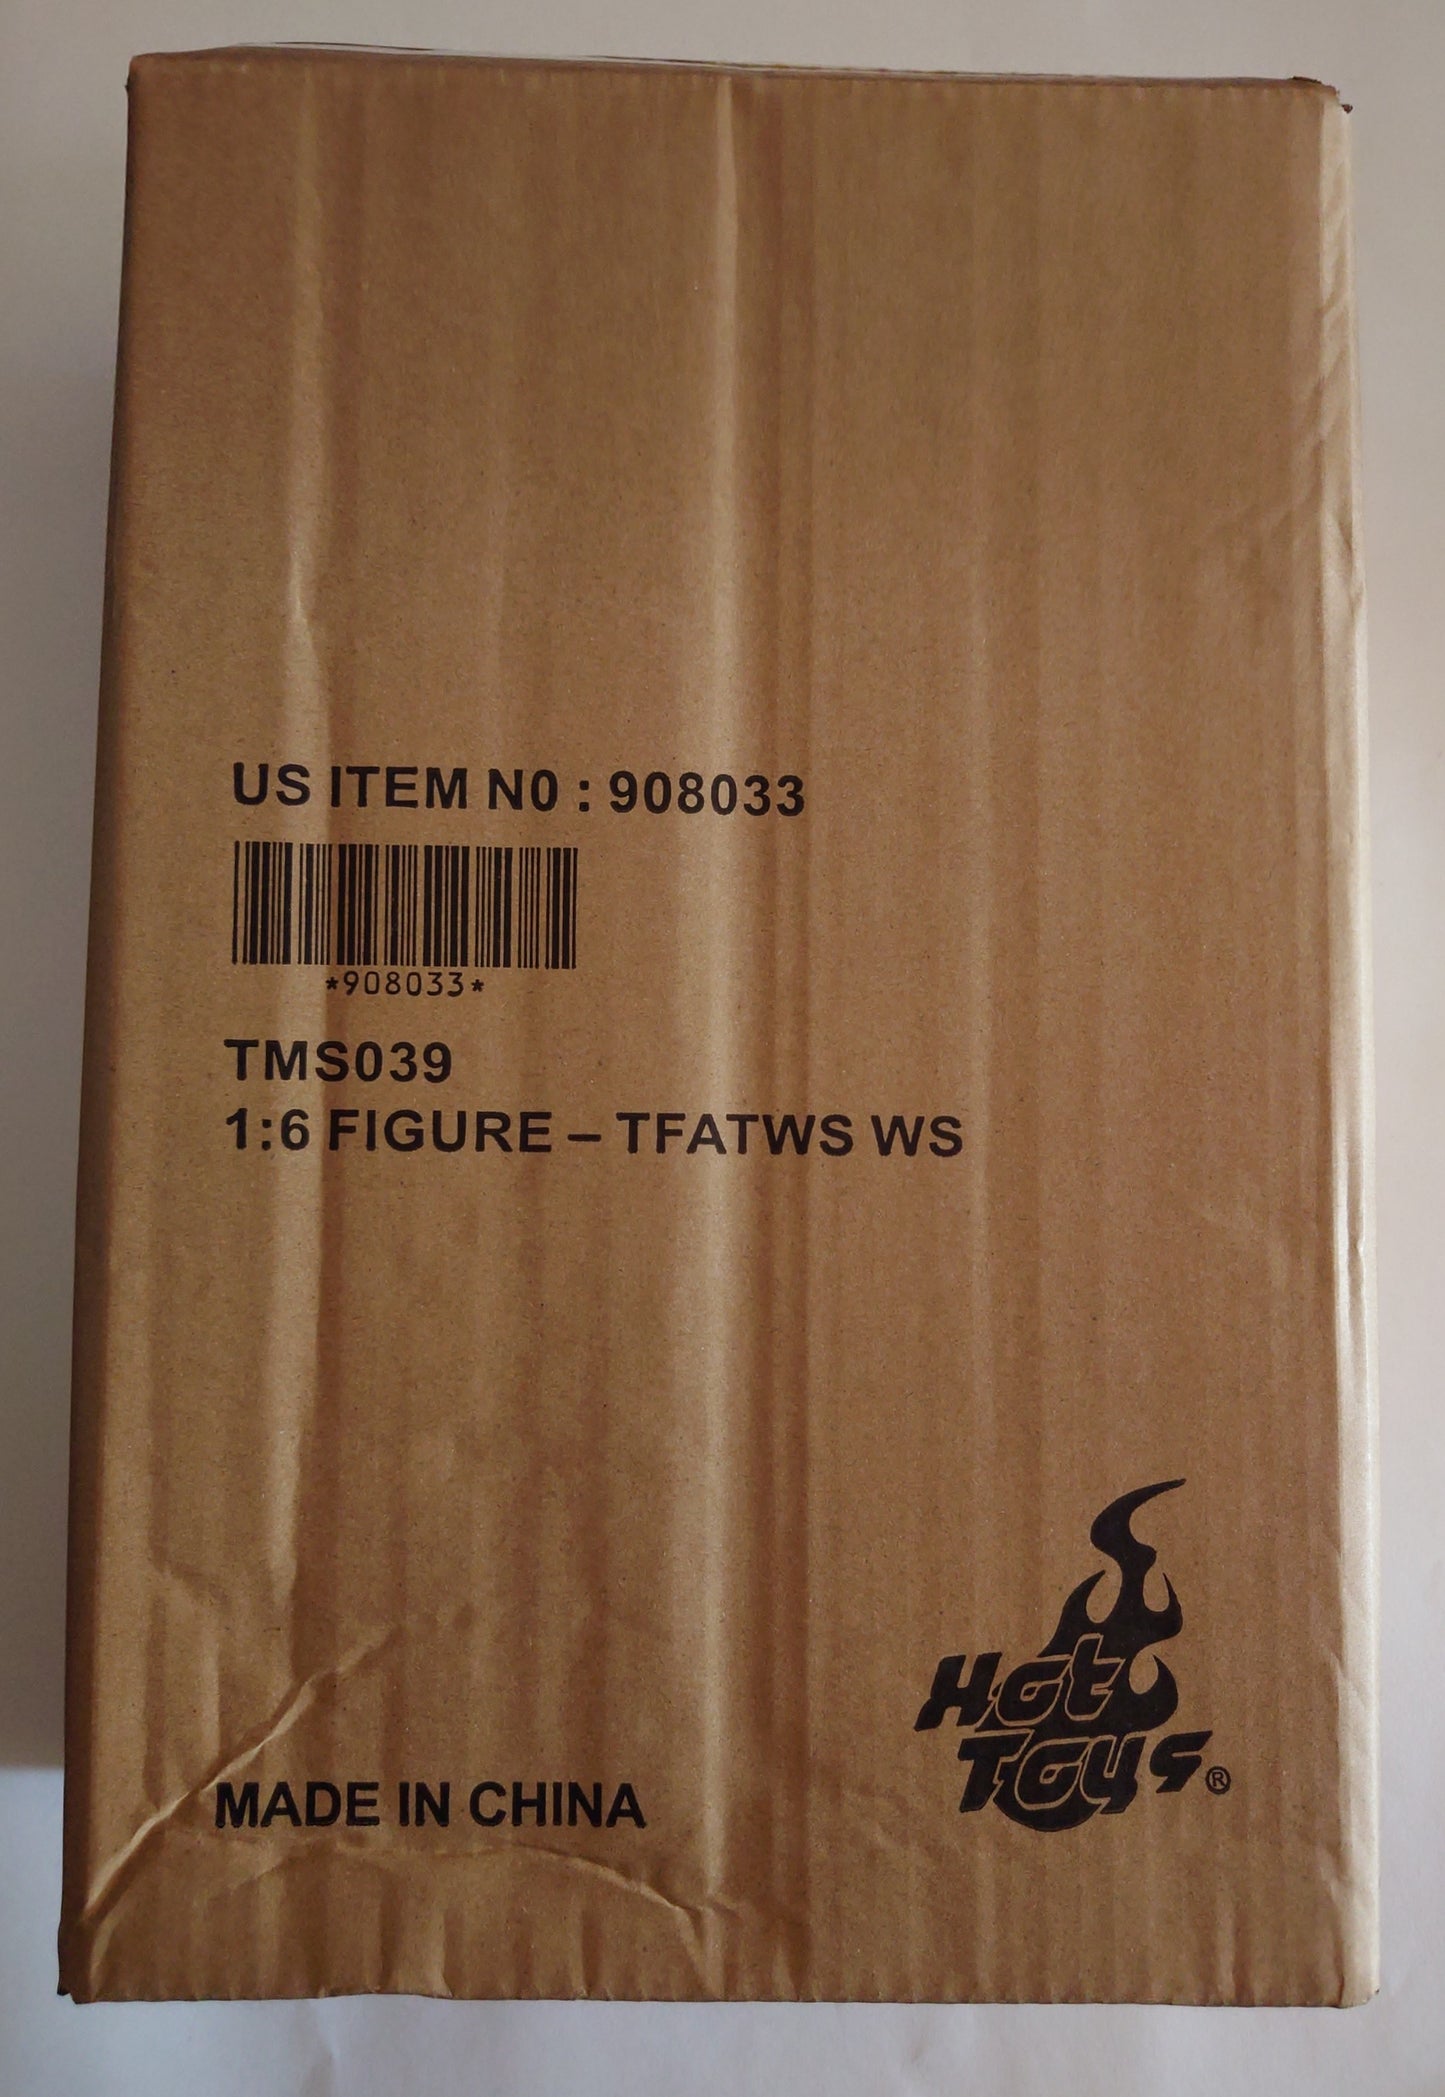 US ITEM N0 : 908033
*908033*
TMS039
1:6 FIGURE – TFATWS WS
MADE IN CHINA
Hot
Toys®